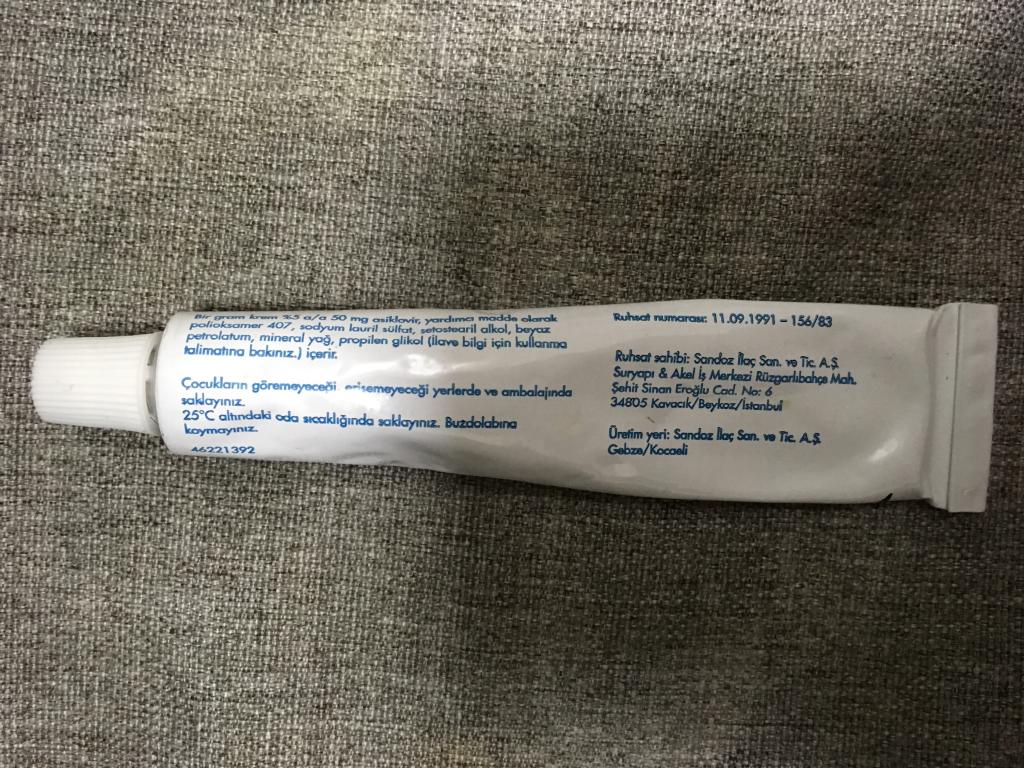 Bir gram krem %5 a/a 50 mg asiklovir, yardımcı madde olarak
polioksamer 407, sodyum lauril sülfat, setostearil alkol, beyaz
petrolatum, mineral yağ, propilen glikol (ilave bilgi için kullanma
talimatına bakınız.) içerir.
Çocukların göremeyeceği, erişemeyeceği yerlerde ve ambalajında
saklayınız.
25°C altındaki oda sıcaklığında saklayınız. Buzdolabına
koymayınız.
46221392
Ruhsat numarası: 11.09.1991 – 156/83
Ruhsat sahibi: Sandoz İlaç San. ve Tic. A.Ş.
Suryapı & Akel İş Merkezi Rüzgarlıbahçe Mah.
Şehit Sinan Eroğlu Cad. No: 6
34805 Kavacık/Beykoz/İstanbul
Üretim yeri: Sandoz İlaç San. ve Tic. A.Ş.
Gebze/Kocaeli